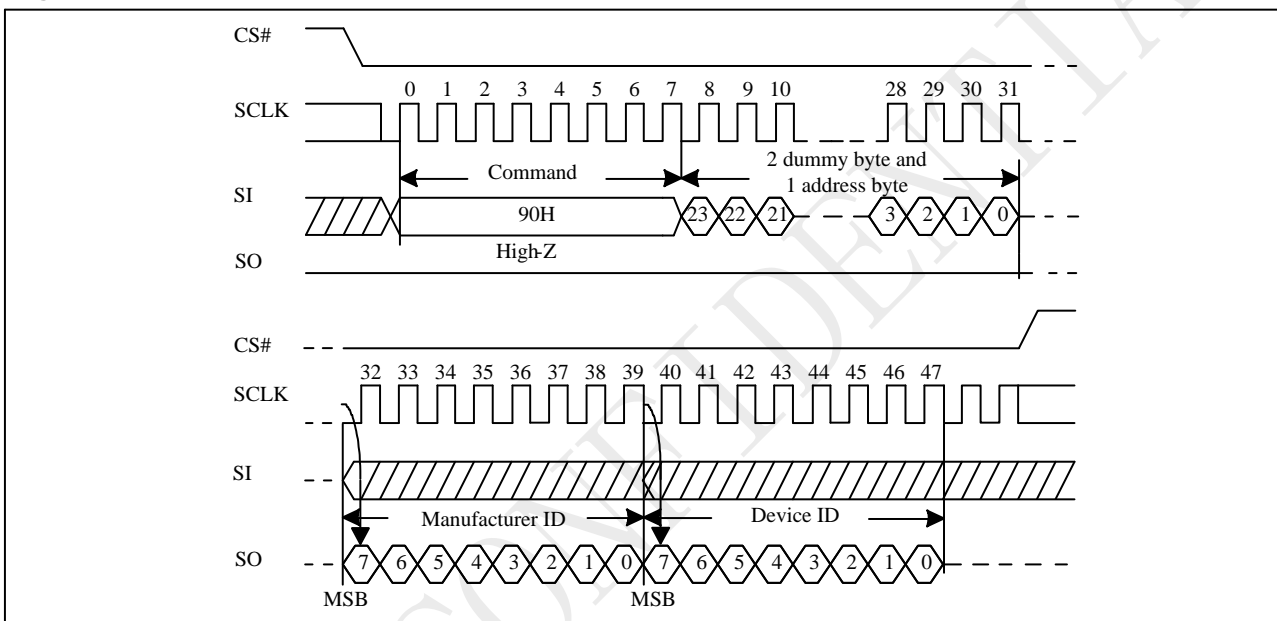 CS#
0 1 2 3 4 5 6 7 8 9 10 28 29 30 31
SCLK
Command
2 dummy byte and
1 address byte
SI
90H 23 22 21 3 2 1 0
High-Z
SO
CS#
32 33 34 35 36 37 38 39 40 41 42 43 44 45 46 47
SCLK
SI
Manufacturer ID Device ID
SO
7 6 5 4 3 2 1 0 7 6 5 4 3 2 1 0
MSB MSB
CONFIDENTIA